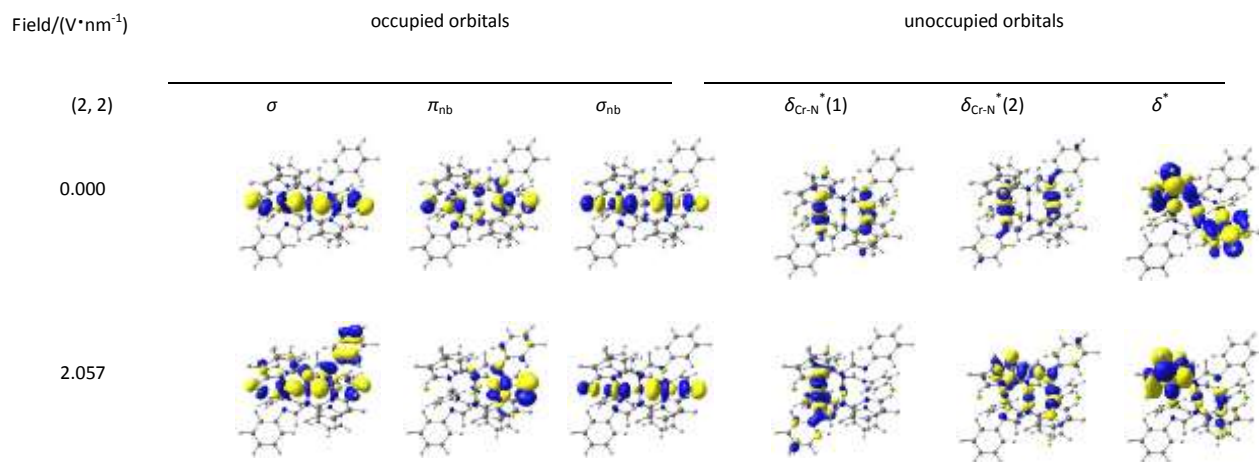 Field/(V·nm⁻¹) occupied orbitals unoccupied orbitals
(2, 2) σ πnb σnb δCr-N*(1) δCr-N*(2) δ*
0.000
2.057